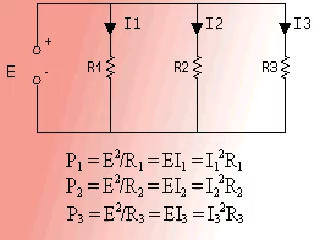 I1 I2 I3
+
E R1 R2 R3
-
P₁ = E²/R₁ = EI₁ = I₁²R₁
P₂ = E²/R₂ = EI₂ = I₂²R₂
P₃ = E²/R₃ = EI₃ = I₃²R₃